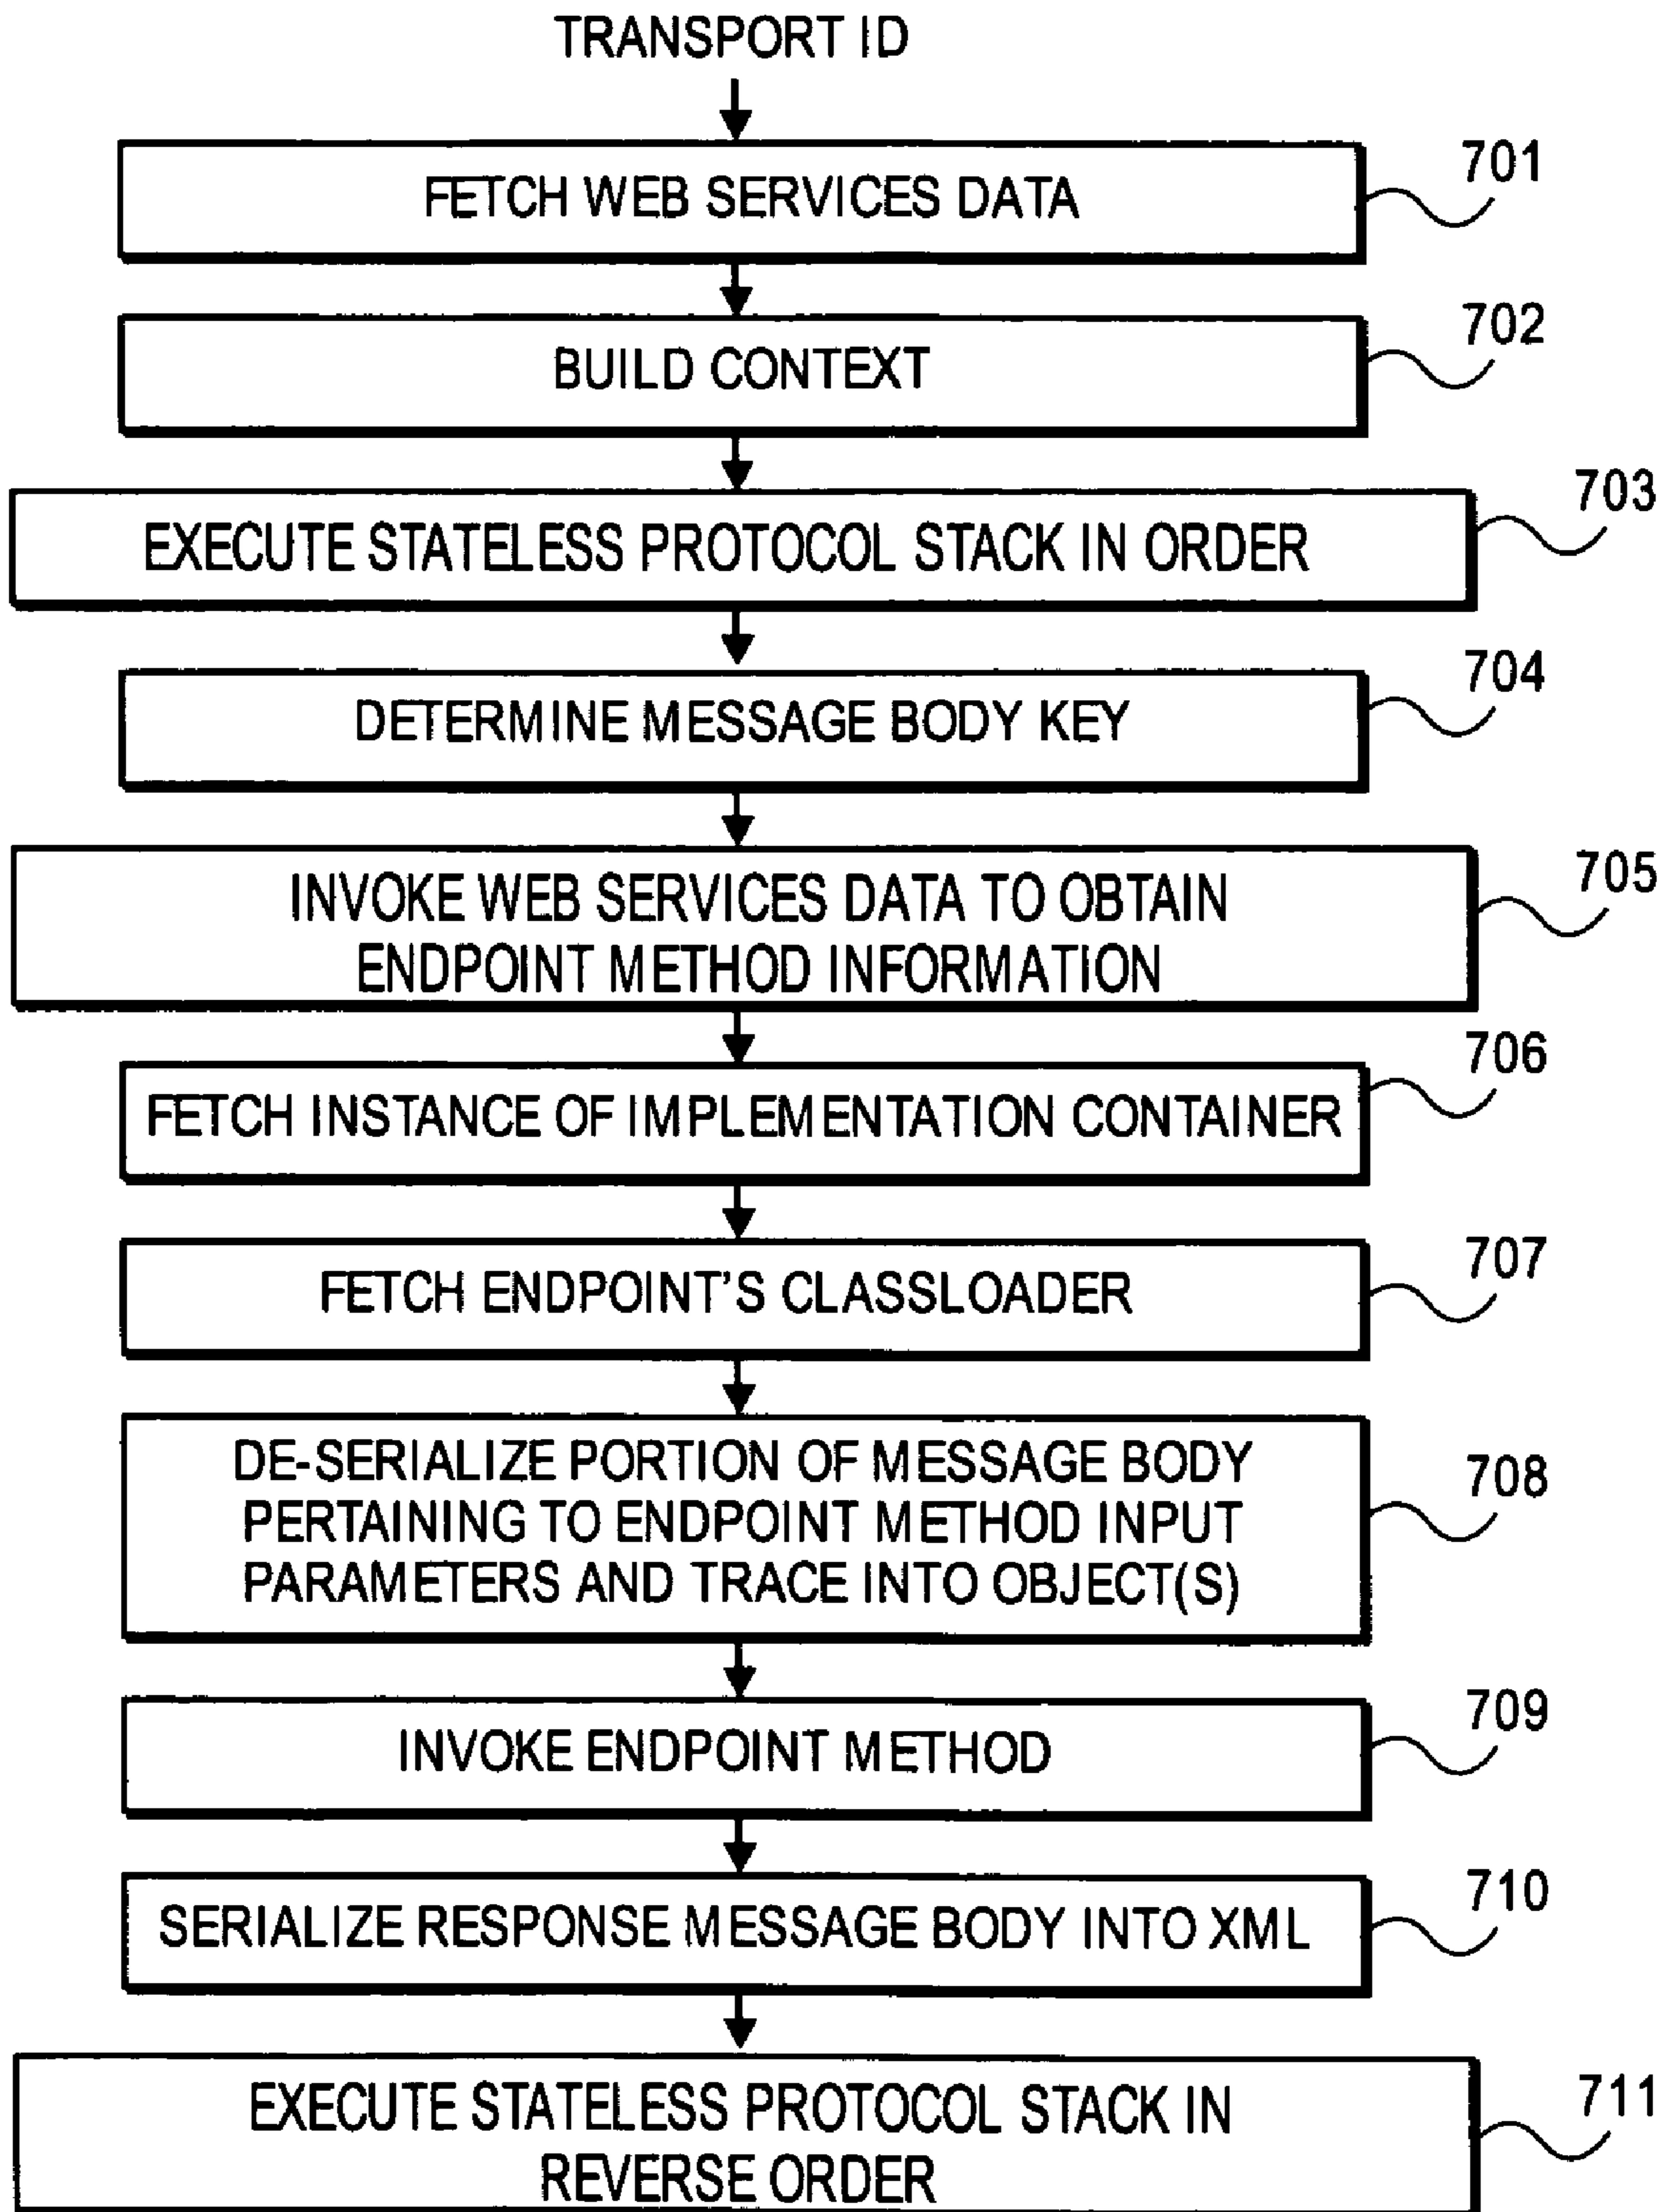 TRANSPORT ID
FETCH WEB SERVICES DATA
701
BUILD CONTEXT
702
EXECUTE STATELESS PROTOCOL STACK IN ORDER
703
DETERMINE MESSAGE BODY KEY
704
INVOKE WEB SERVICES DATA TO OBTAIN
ENDPOINT METHOD INFORMATION
705
FETCH INSTANCE OF IMPLEMENTATION CONTAINER
706
FETCH ENDPOINT'S CLASSLOADER
707
DE-SERIALIZE PORTION OF MESSAGE BODY
PERTAINING TO ENDPOINT METHOD INPUT
PARAMETERS AND TRACE INTO OBJECT(S)
708
INVOKE ENDPOINT METHOD
709
SERIALIZE RESPONSE MESSAGE BODY INTO XML
710
EXECUTE STATELESS PROTOCOL STACK IN
REVERSE ORDER
711